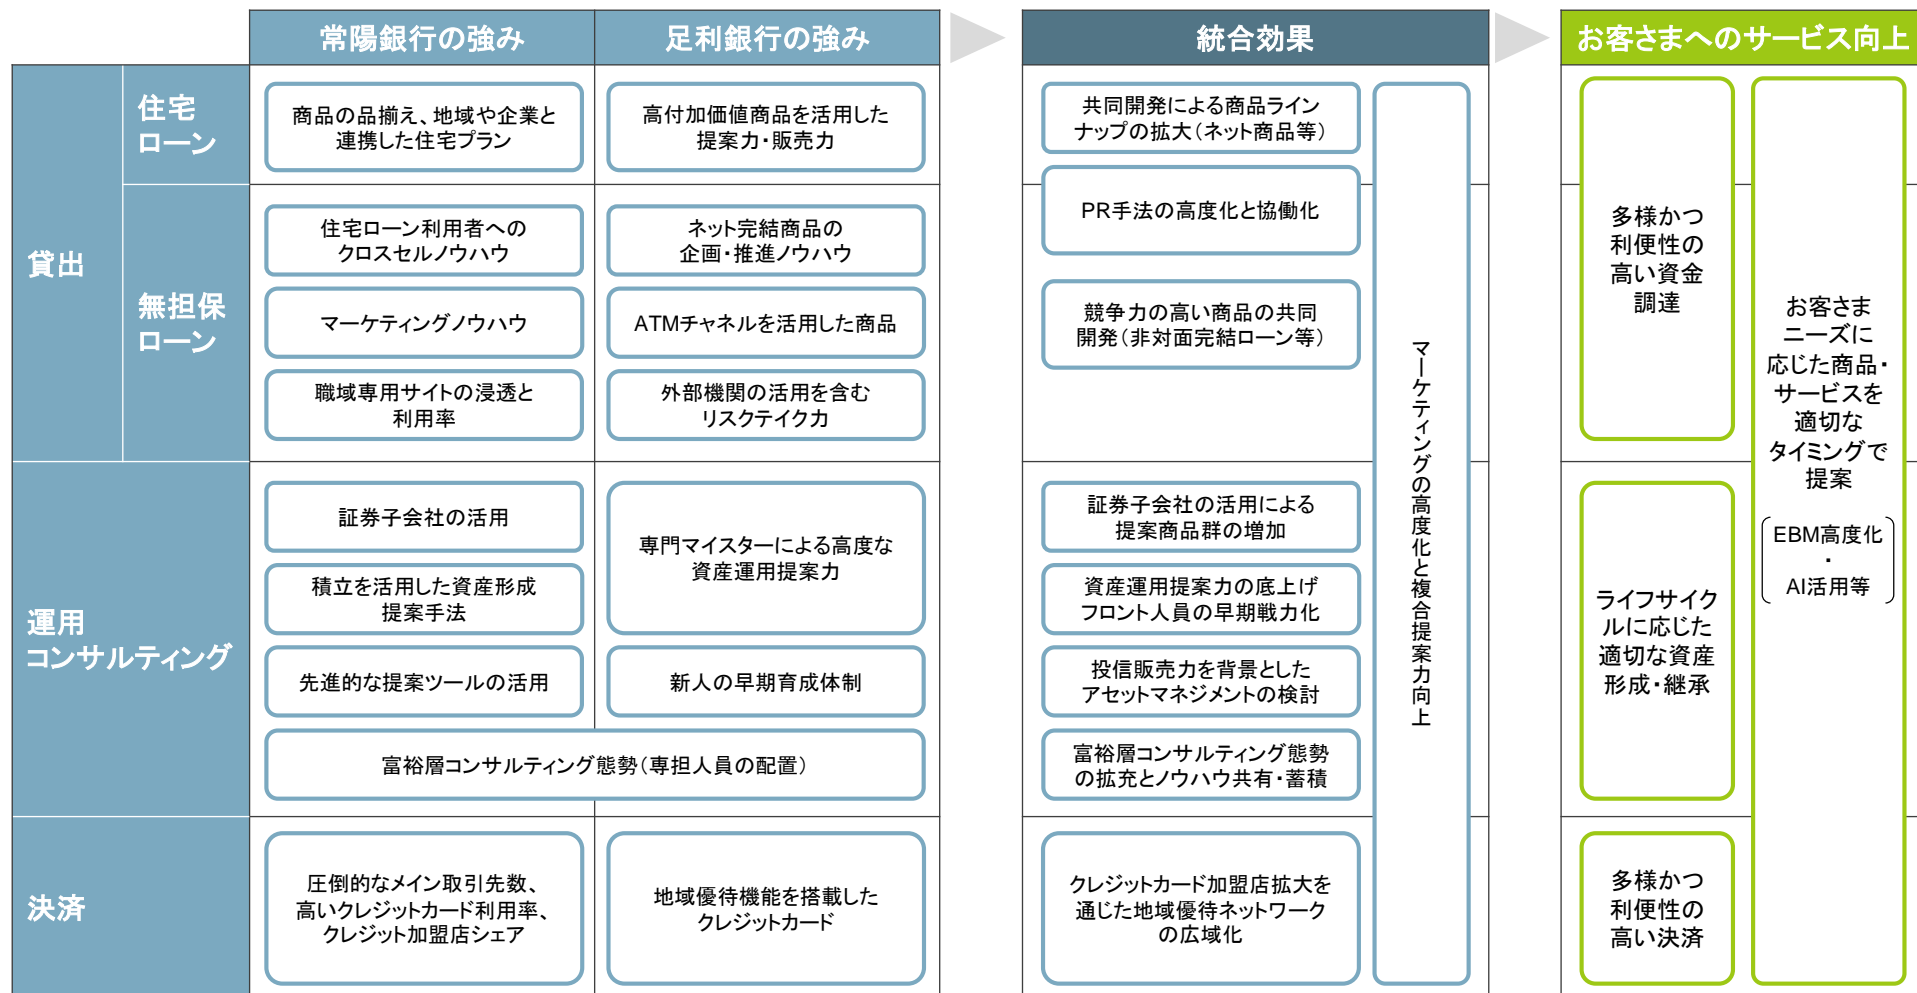 常陽銀行の強み
足利銀行の強み
統合効果
お客さまへのサービス向上
貸出
住宅
ローン
商品の品揃え、地域や企業と
連携した住宅プラン
高付加価値商品を活用した
提案力・販売力
共同開発による商品ライン
ナップの拡大（ネット商品等）
PR手法の高度化と協働化
無担保
ローン
住宅ローン利用者への
クロスセルノウハウ
ネット完結商品の
企画・推進ノウハウ
マーケティングノウハウ
ATMチャネルを活用した商品
競争力の高い商品の共同
開発（非対面完結ローン等）
職域専用サイトの浸透と
利用率
外部機関の活用を含む
リスクテイク力
運用
コンサルティング
証券子会社の活用
専門マイスターによる高度な
資産運用提案力
証券子会社の活用による
提案商品群の増加
積立を活用した資産形成
提案手法
資産運用提案力の底上げ
フロント人員の早期戦力化
先進的な提案ツールの活用
新人の早期育成体制
投信販売力を背景とした
アセットマネジメントの検討
富裕層コンサルティング態勢（専担人員の配置）
富裕層コンサルティング態勢
の拡充とノウハウ共有・蓄積
決済
圧倒的なメイン取引先数、
高いクレジットカード利用率、
クレジット加盟店シェア
地域優待機能を搭載した
クレジットカード
クレジットカード加盟店拡大を
通じた地域優待ネットワーク
の広域化
マーケティングの高度化と複合提案力向上
多様かつ
利便性の
高い資金
調達
ライフサイク
ルに応じた
適切な資産
形成・継承
多様かつ
利便性の
高い決済
お客さま
ニーズに
応じた商品・
サービスを
適切な
タイミングで
提案
EBM高度化
・
AI活用等